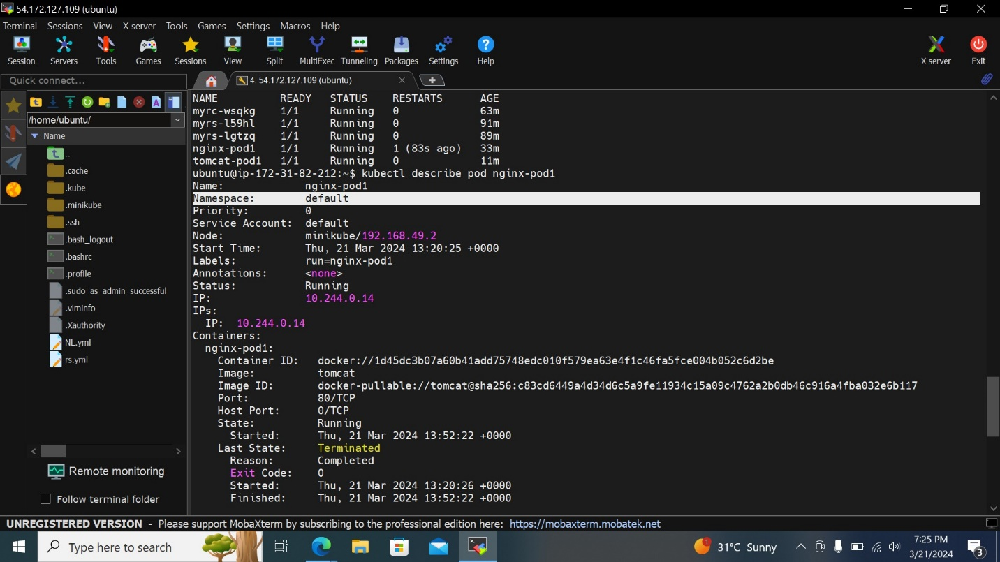 54.172.127.109 (ubuntu)
Terminal Sessions View X server Tools Games Settings Macros Help
Session Servers Tools Games Sessions View Split MultiExec Tunneling Packages Settings Help X server Exit
Quick connect...
4. 54.172.127.109 (ubuntu)
/home/ubuntu/
Name
..
.cache
.kube
.minikube
.ssh
.bash_logout
.bashrc
.profile
.sudo_as_admin_successful
.viminfo
.Xauthority
NL.yml
rs.yml
Remote monitoring
Follow terminal folder
NAME READY STATUS RESTARTS AGE
myrc-wsqkg 1/1 Running 0 63m
myrs-l59hl 1/1 Running 0 91m
myrs-lgtzq 1/1 Running 0 89m
nginx-pod1 1/1 Running 1 (83s ago) 33m
tomcat-pod1 1/1 Running 0 11m
ubuntu@ip-172-31-82-212:~$ kubectl describe pod nginx-pod1
Name: nginx-pod1
Namespace: default
Priority: 0
Service Account: default
Node: minikube/192.168.49.2
Start Time: Thu, 21 Mar 2024 13:20:25 +0000
Labels: run=nginx-pod1
Annotations: <none>
Status: Running
IP: 10.244.0.14
IPs:
IP: 10.244.0.14
Containers:
nginx-pod1:
Container ID: docker://1d45dc3b07a60b41add75748edc010f579ea63e4f1c46fa5fce004b052c6d2be
Image: tomcat
Image ID: docker-pullable://tomcat@sha256:c83cd6449a4d34d6c5a9fe11934c15a09c4762a2b0db46c916a4fba032e6b117
Port: 80/TCP
Host Port: 0/TCP
State: Running
Started: Thu, 21 Mar 2024 13:52:22 +0000
Last State: Terminated
Reason: Completed
Exit Code: 0
Started: Thu, 21 Mar 2024 13:20:26 +0000
Finished: Thu, 21 Mar 2024 13:52:22 +0000
UNREGISTERED VERSION - Please support MobaXterm by subscribing to the professional edition here: https://mobaxterm.mobatek.net
Type here to search
1
31°C Sunny
7:25 PM
3/21/2024
3